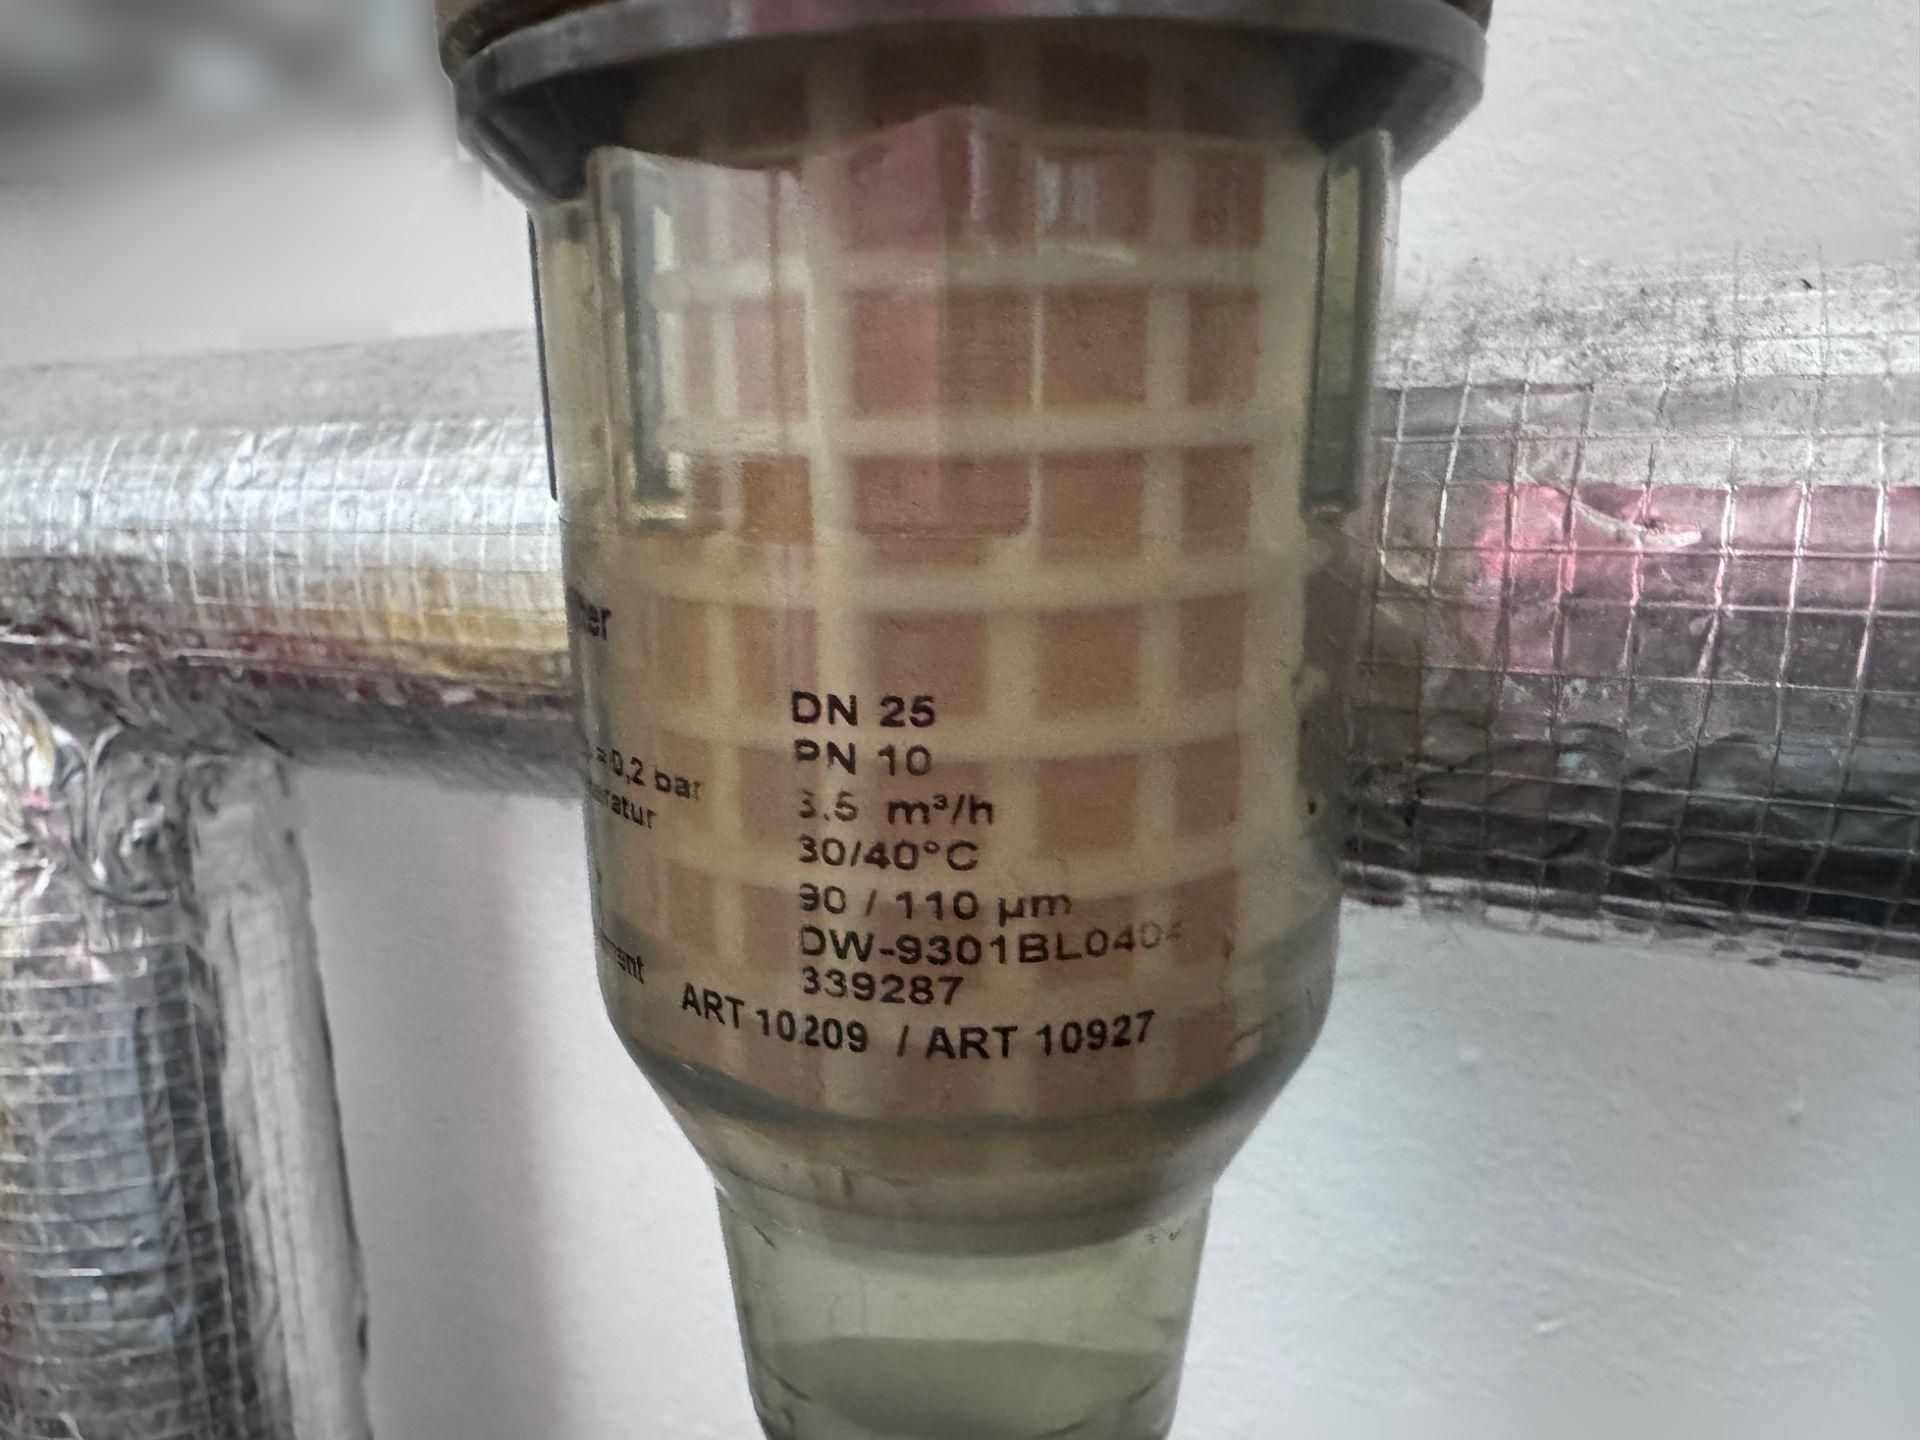 DN 25
PN 10
= 0,2 bar
3.5 m³/h
30/40°C
90 / 110 µm
DW-9301BL0404
339287
ART 10209 / ART 10927